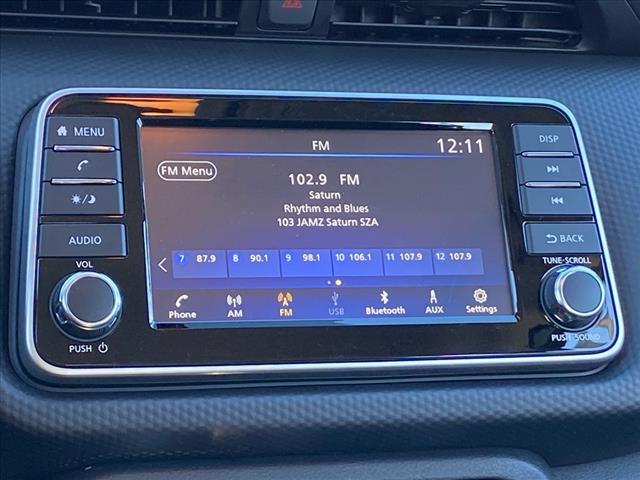 MENU
DISP
AUDIO
BACK
VOL
TUNE-SCROLL
PUSH
PUSH-SOUND
FM
12:11
FM Menu
102.9 FM
Saturn
Rhythm and Blues
103 JAMZ Saturn SZA
7 87.9 8 90.1 9 98.1 10 106.1 11 107.9 12 107.9
Phone AM FM USB Bluetooth AUX Settings